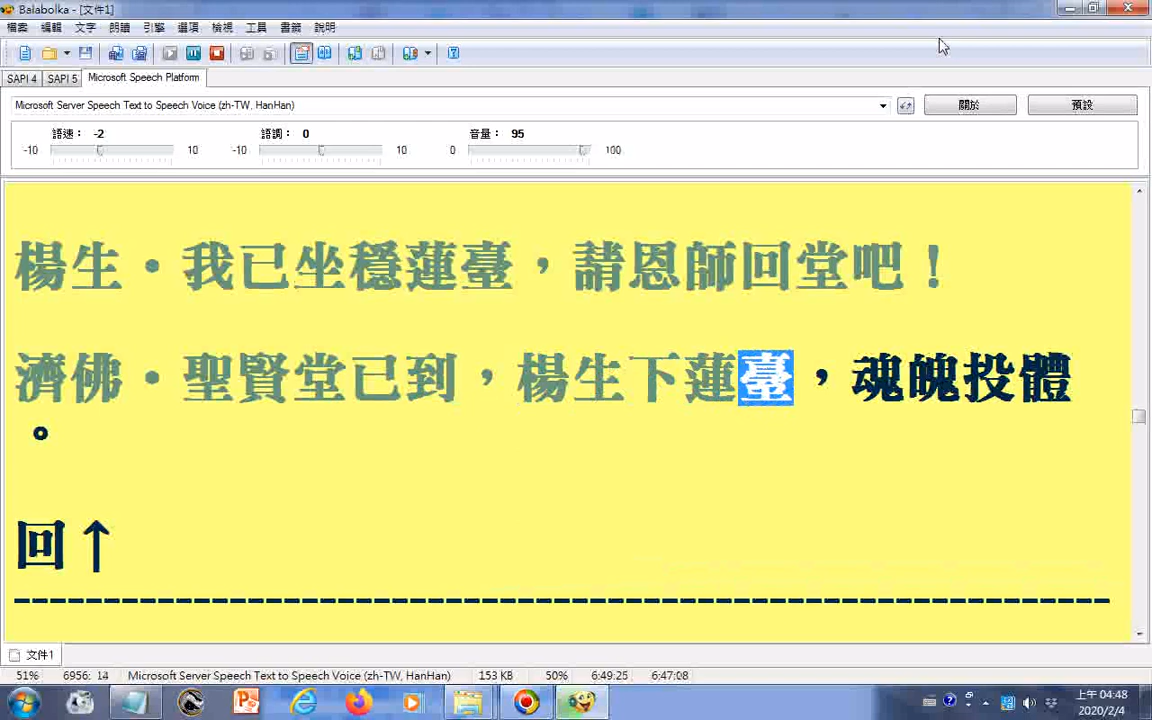 Balabolka - [文件1]
檔案 編輯 文字 朗讀 引擎 選項 檢視 工具 書籤 說明
SAPI 4 SAPI 5 Microsoft Speech Platform
Microsoft Server Speech Text to Speech Voice (zh-TW, HanHan) 關於 預設
語速： -2 語調： 0 音量： 95
-10 10 -10 10 0 100
楊生‧我已坐穩蓮臺，請恩師回堂吧！
濟佛‧聖賢堂已到，楊生下蓮臺，魂魄投體
。
回↑
------------------------------------------------------------
文件1
51% 6956: 14 Microsoft Server Speech Text to Speech Voice (zh-TW, HanHan) 153 KB 50% 6:49:25 6:47:08
上午 04:48
2020/2/4